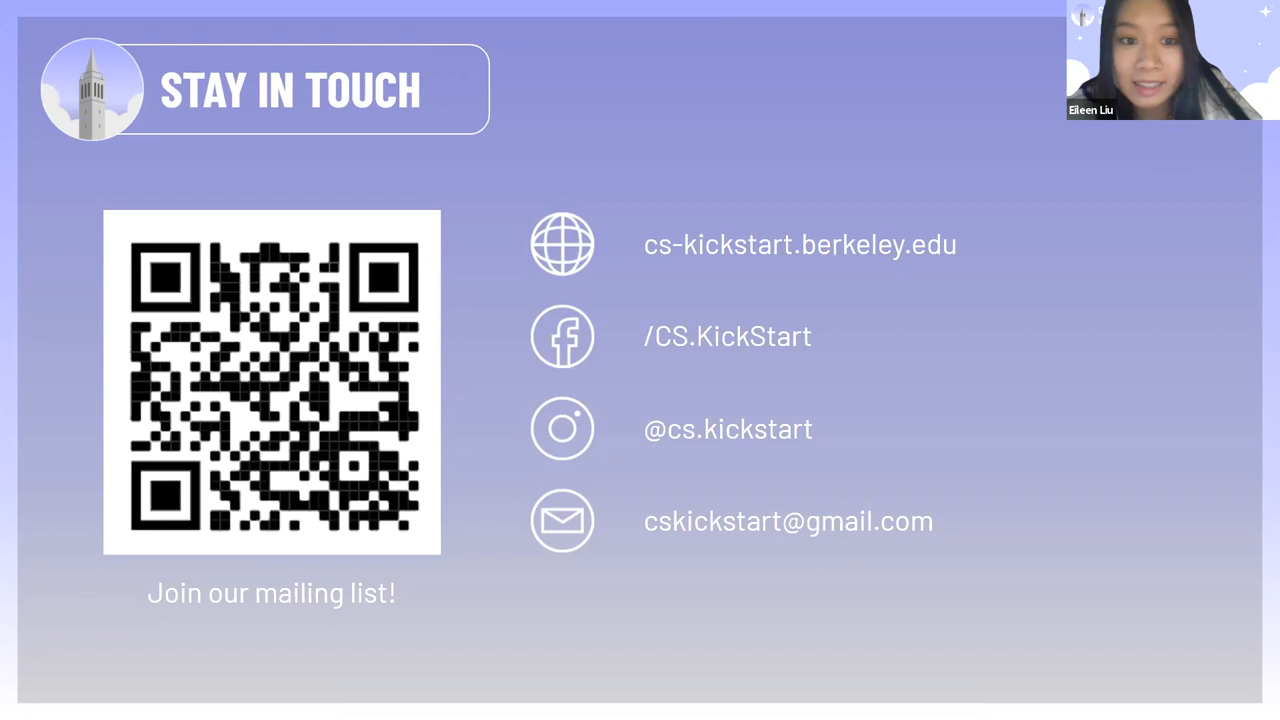 STAY IN TOUCH
Eileen Liu
cs-kickstart.berkeley.edu
/CS.KickStart
@cs.kickstart
cskickstart@gmail.com
Join our mailing list!